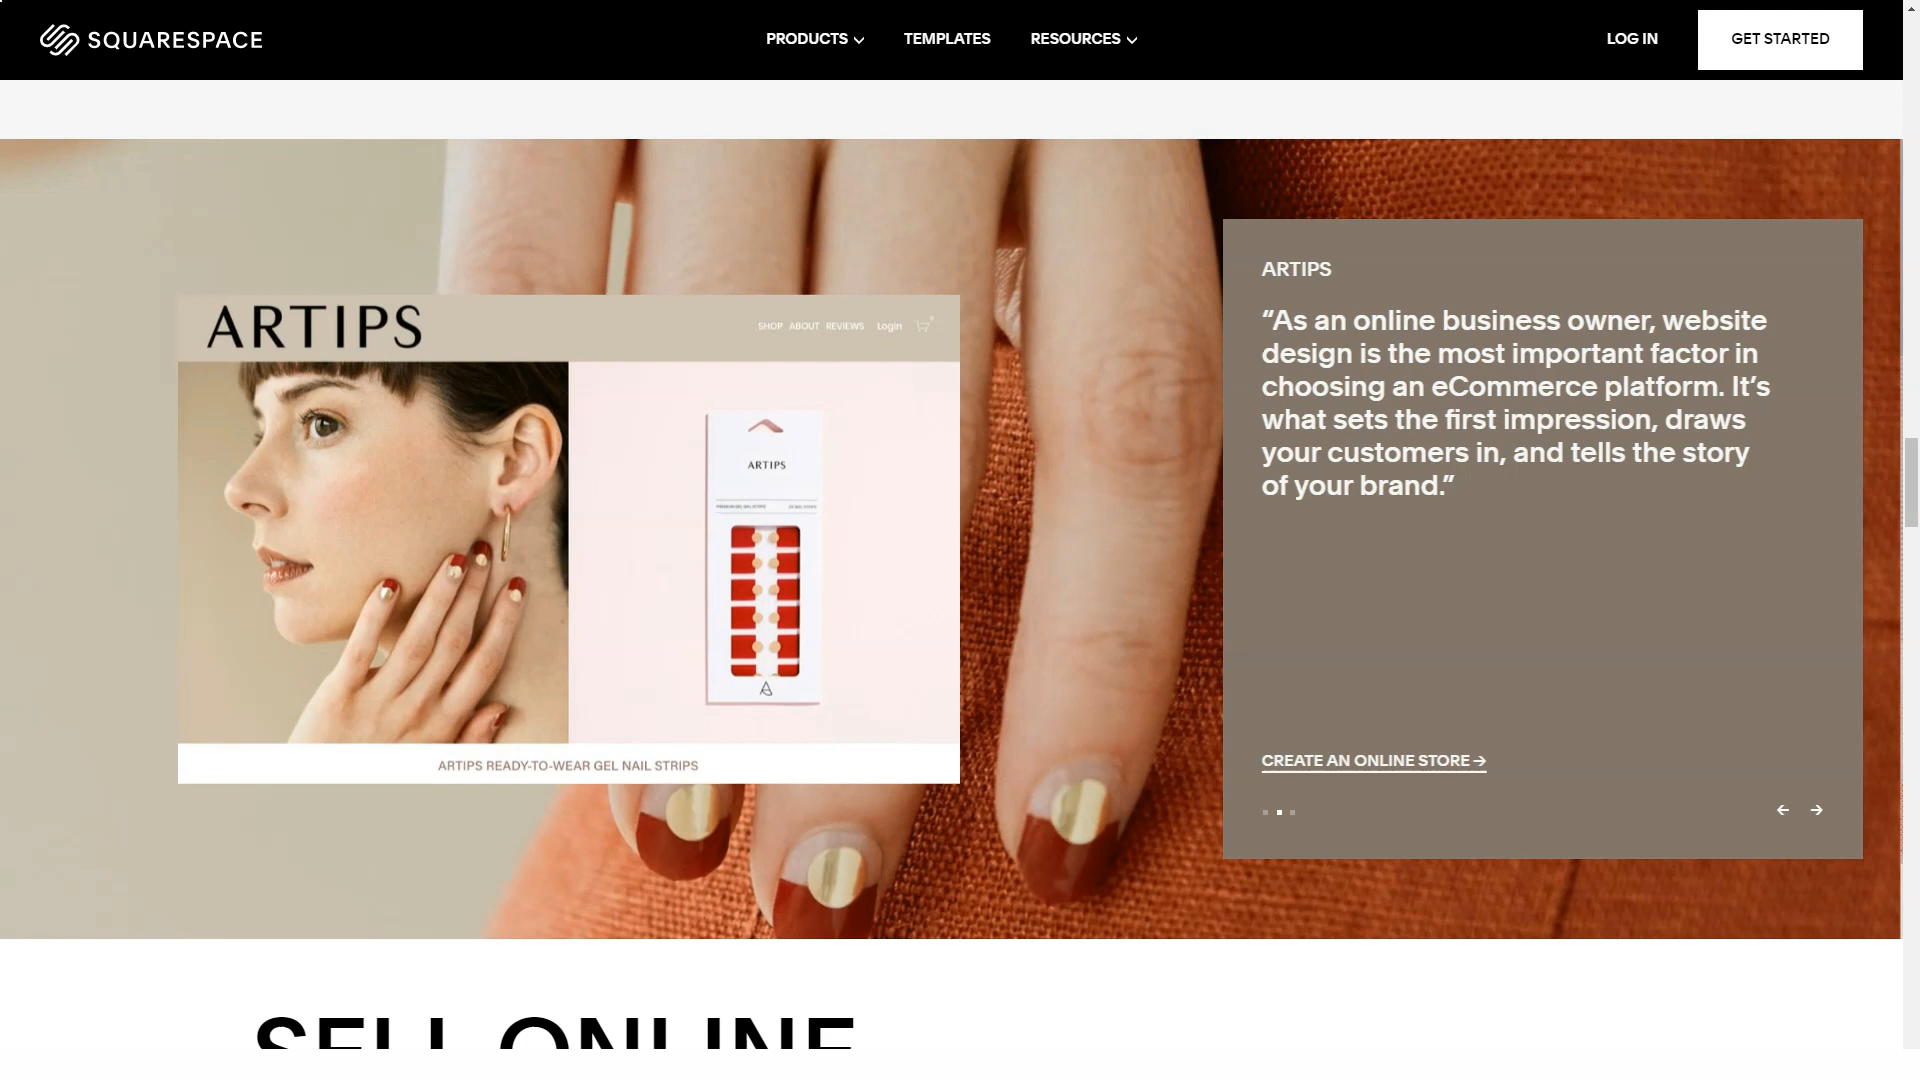 SQUARESPACE
PRODUCTS
TEMPLATES
RESOURCES
LOG IN
GET STARTED
ARTIPS
SHOP ABOUT REVIEWS Login
ARTIPS
ARTIPS READY-TO-WEAR GEL NAIL STRIPS
ARTIPS
“As an online business owner, website
design is the most important factor in
choosing an eCommerce platform. It’s
what sets the first impression, draws
your customers in, and tells the story
of your brand.”
CREATE AN ONLINE STORE →
SELL ONLINE